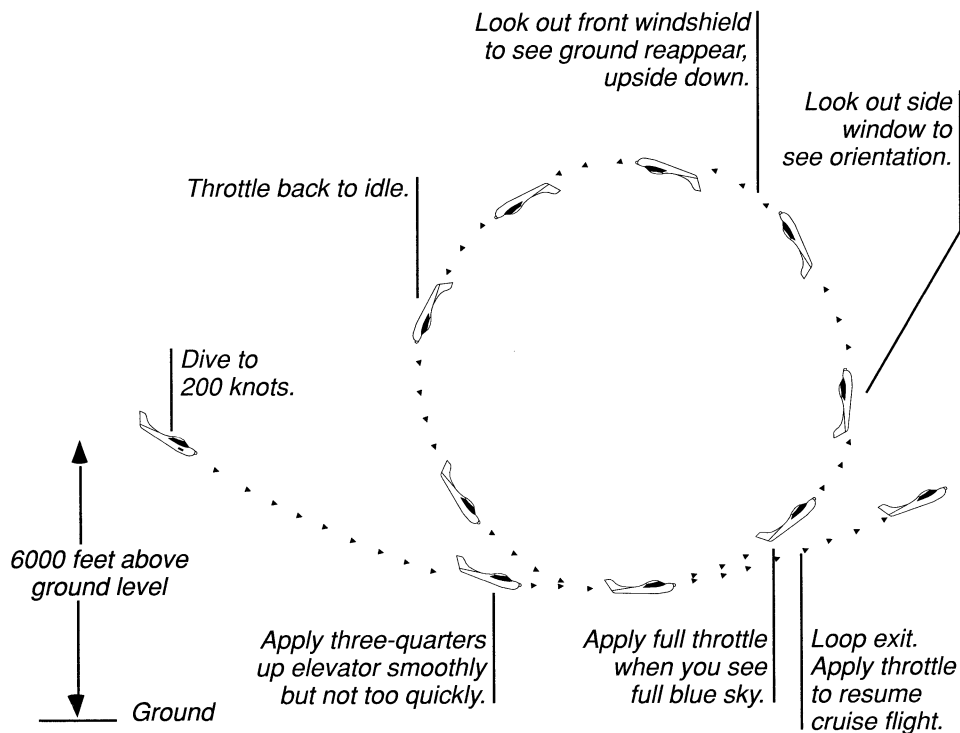 Look out front windshield
to see ground reappear,
upside down.
Look out side
window to
see orientation.
Throttle back to idle.
Dive to
200 knots.
6000 feet above
ground level
Apply three-quarters
up elevator smoothly
but not too quickly.
Apply full throttle
when you see
full blue sky.
Loop exit.
Apply throttle
to resume
cruise flight.
Ground